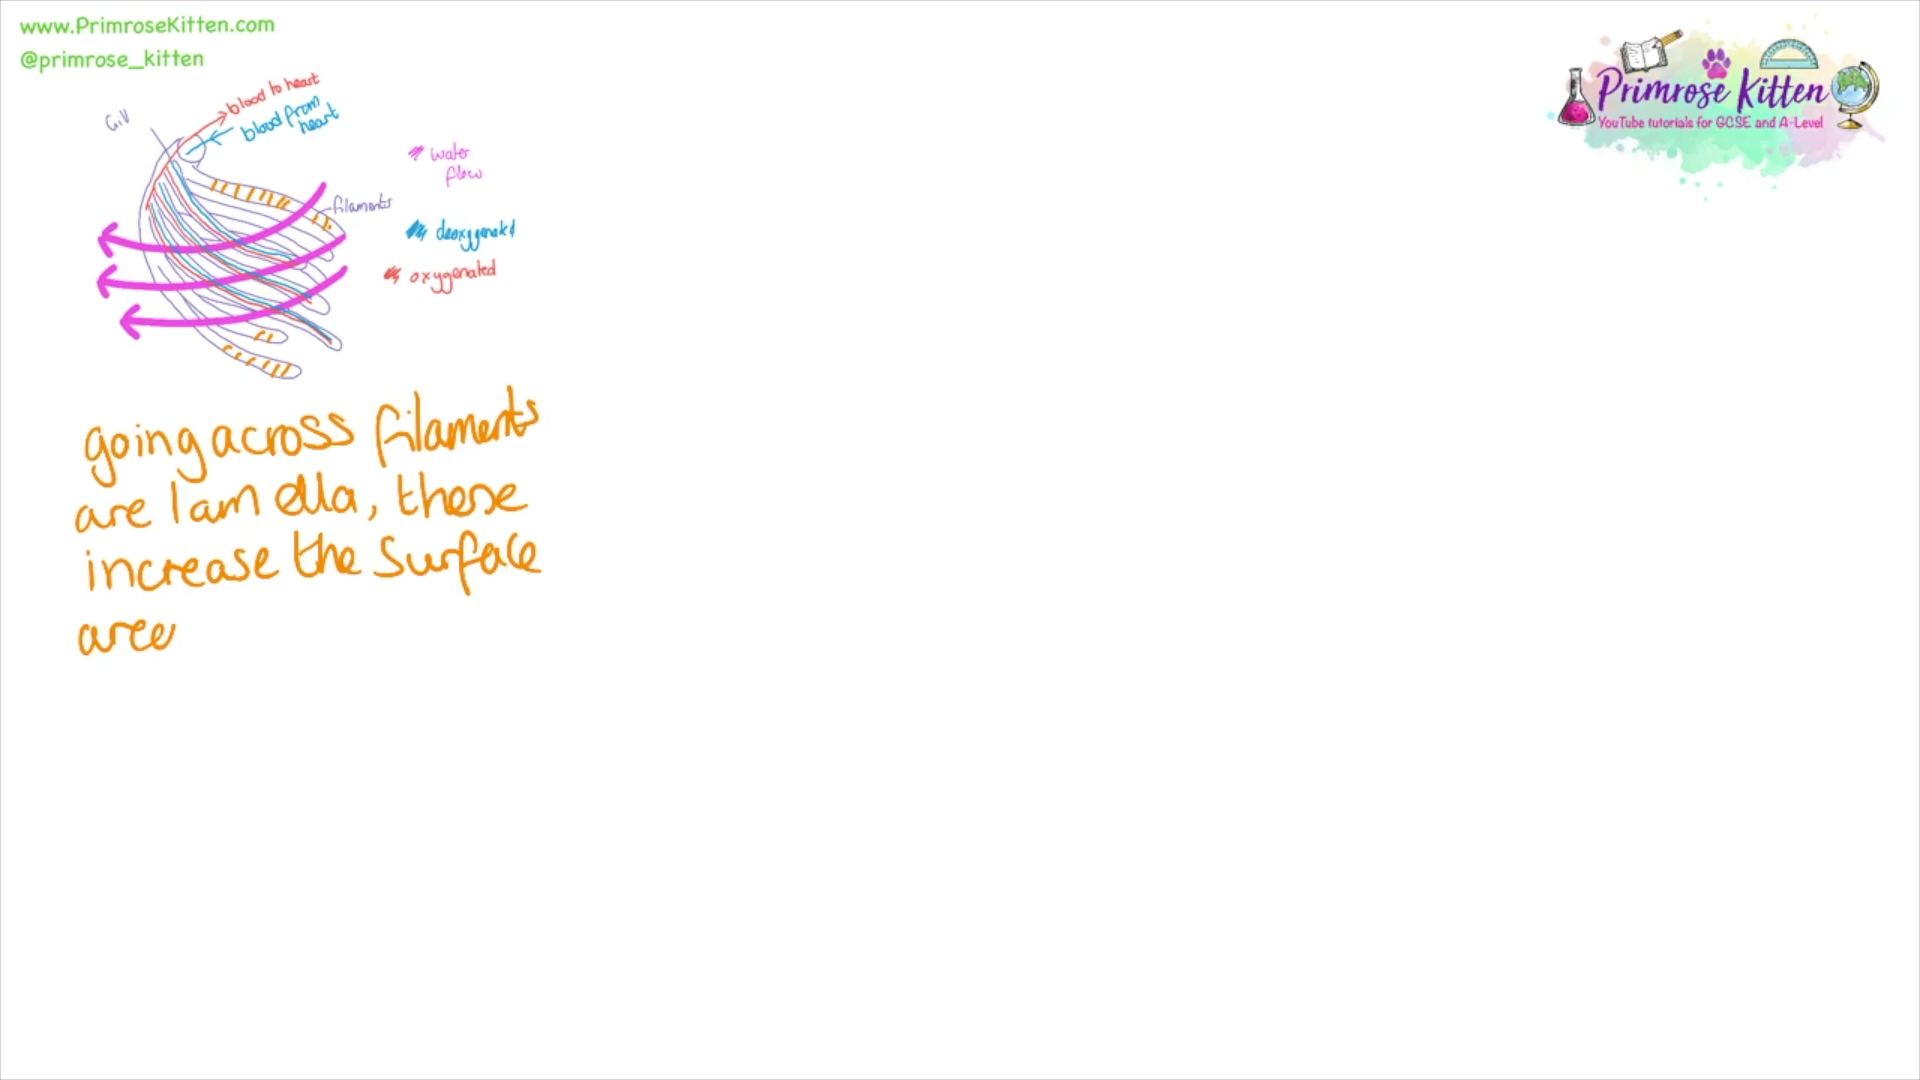 www.PrimroseKitten.com
@primrose_kitten
Primrose Kitten
YouTube tutorials for GCSE and A-Level
Gill
blood to heart
blood from
heart
water
flow
filaments
deoxygenated
oxygenated
going across filaments
are lamella, these
increase the surface
area